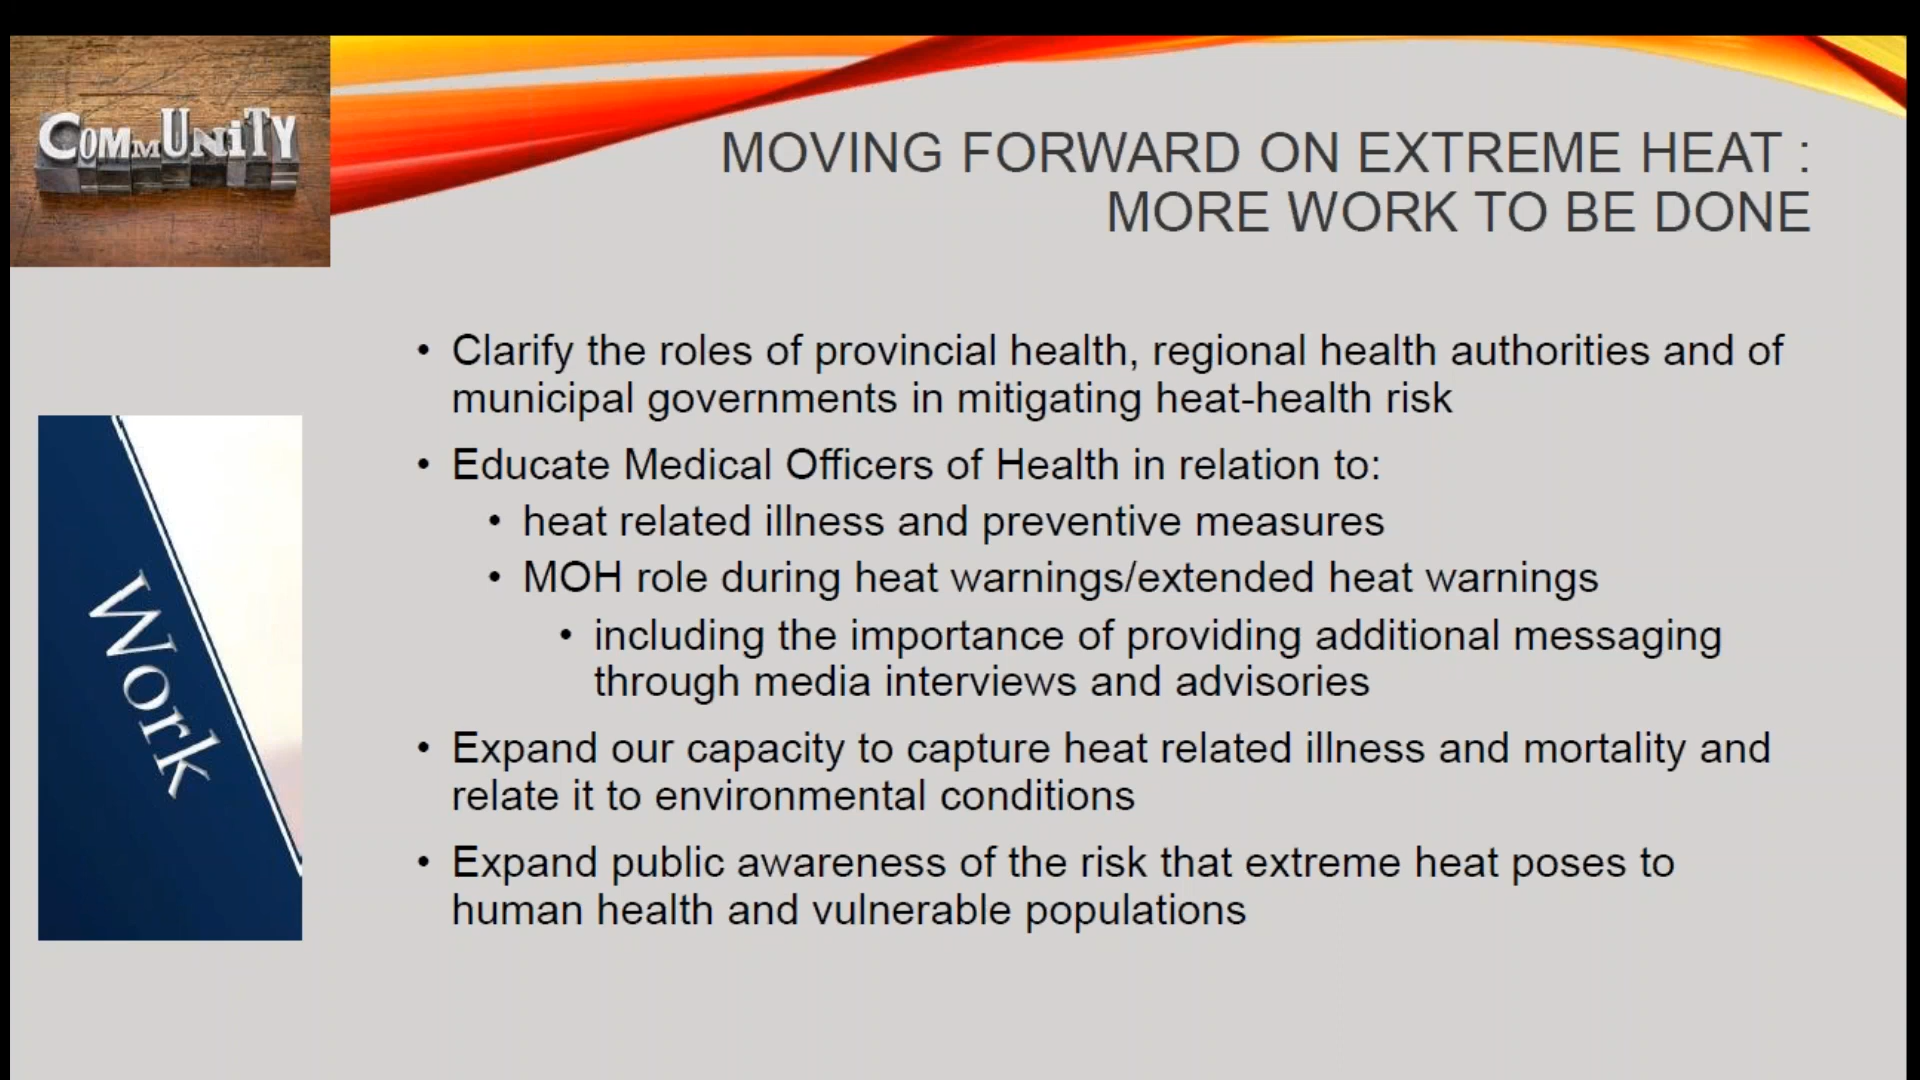 COMMUNITY
MOVING FORWARD ON EXTREME HEAT :
MORE WORK TO BE DONE
• Clarify the roles of provincial health, regional health authorities and of
municipal governments in mitigating heat-health risk
• Educate Medical Officers of Health in relation to:
• heat related illness and preventive measures
• MOH role during heat warnings/extended heat warnings
• including the importance of providing additional messaging
through media interviews and advisories
• Expand our capacity to capture heat related illness and mortality and
relate it to environmental conditions
• Expand public awareness of the risk that extreme heat poses to
human health and vulnerable populations
Work